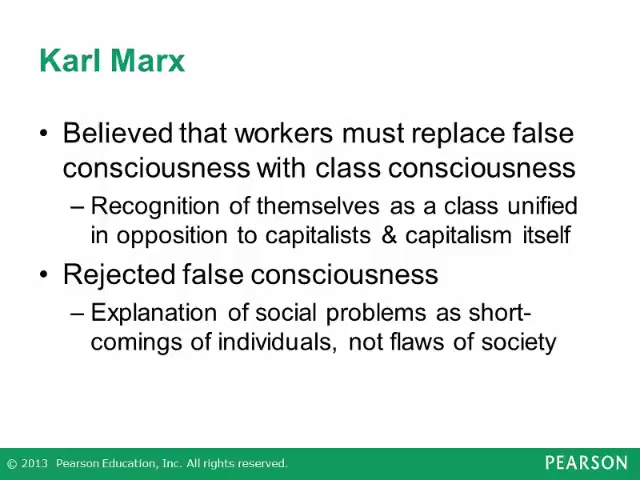 Karl Marx
• Believed that workers must replace false
consciousness with class consciousness
– Recognition of themselves as a class unified
in opposition to capitalists & capitalism itself
• Rejected false consciousness
– Explanation of social problems as short-
comings of individuals, not flaws of society
© 2013 Pearson Education, Inc. All rights reserved.
PEARSON